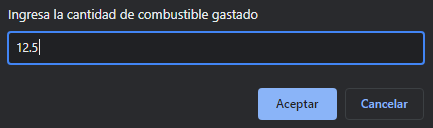 Ingresa la cantidad de combustible gastado
12.5
Aceptar
Cancelar